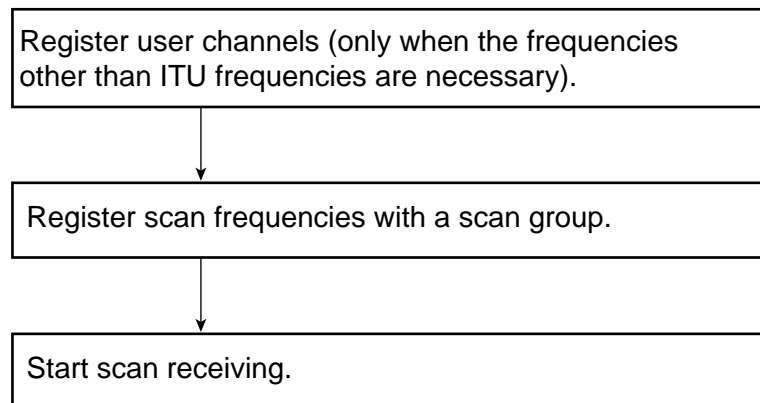 Register user channels (only when the frequencies
other than ITU frequencies are necessary).
Register scan frequencies with a scan group.
Start scan receiving.